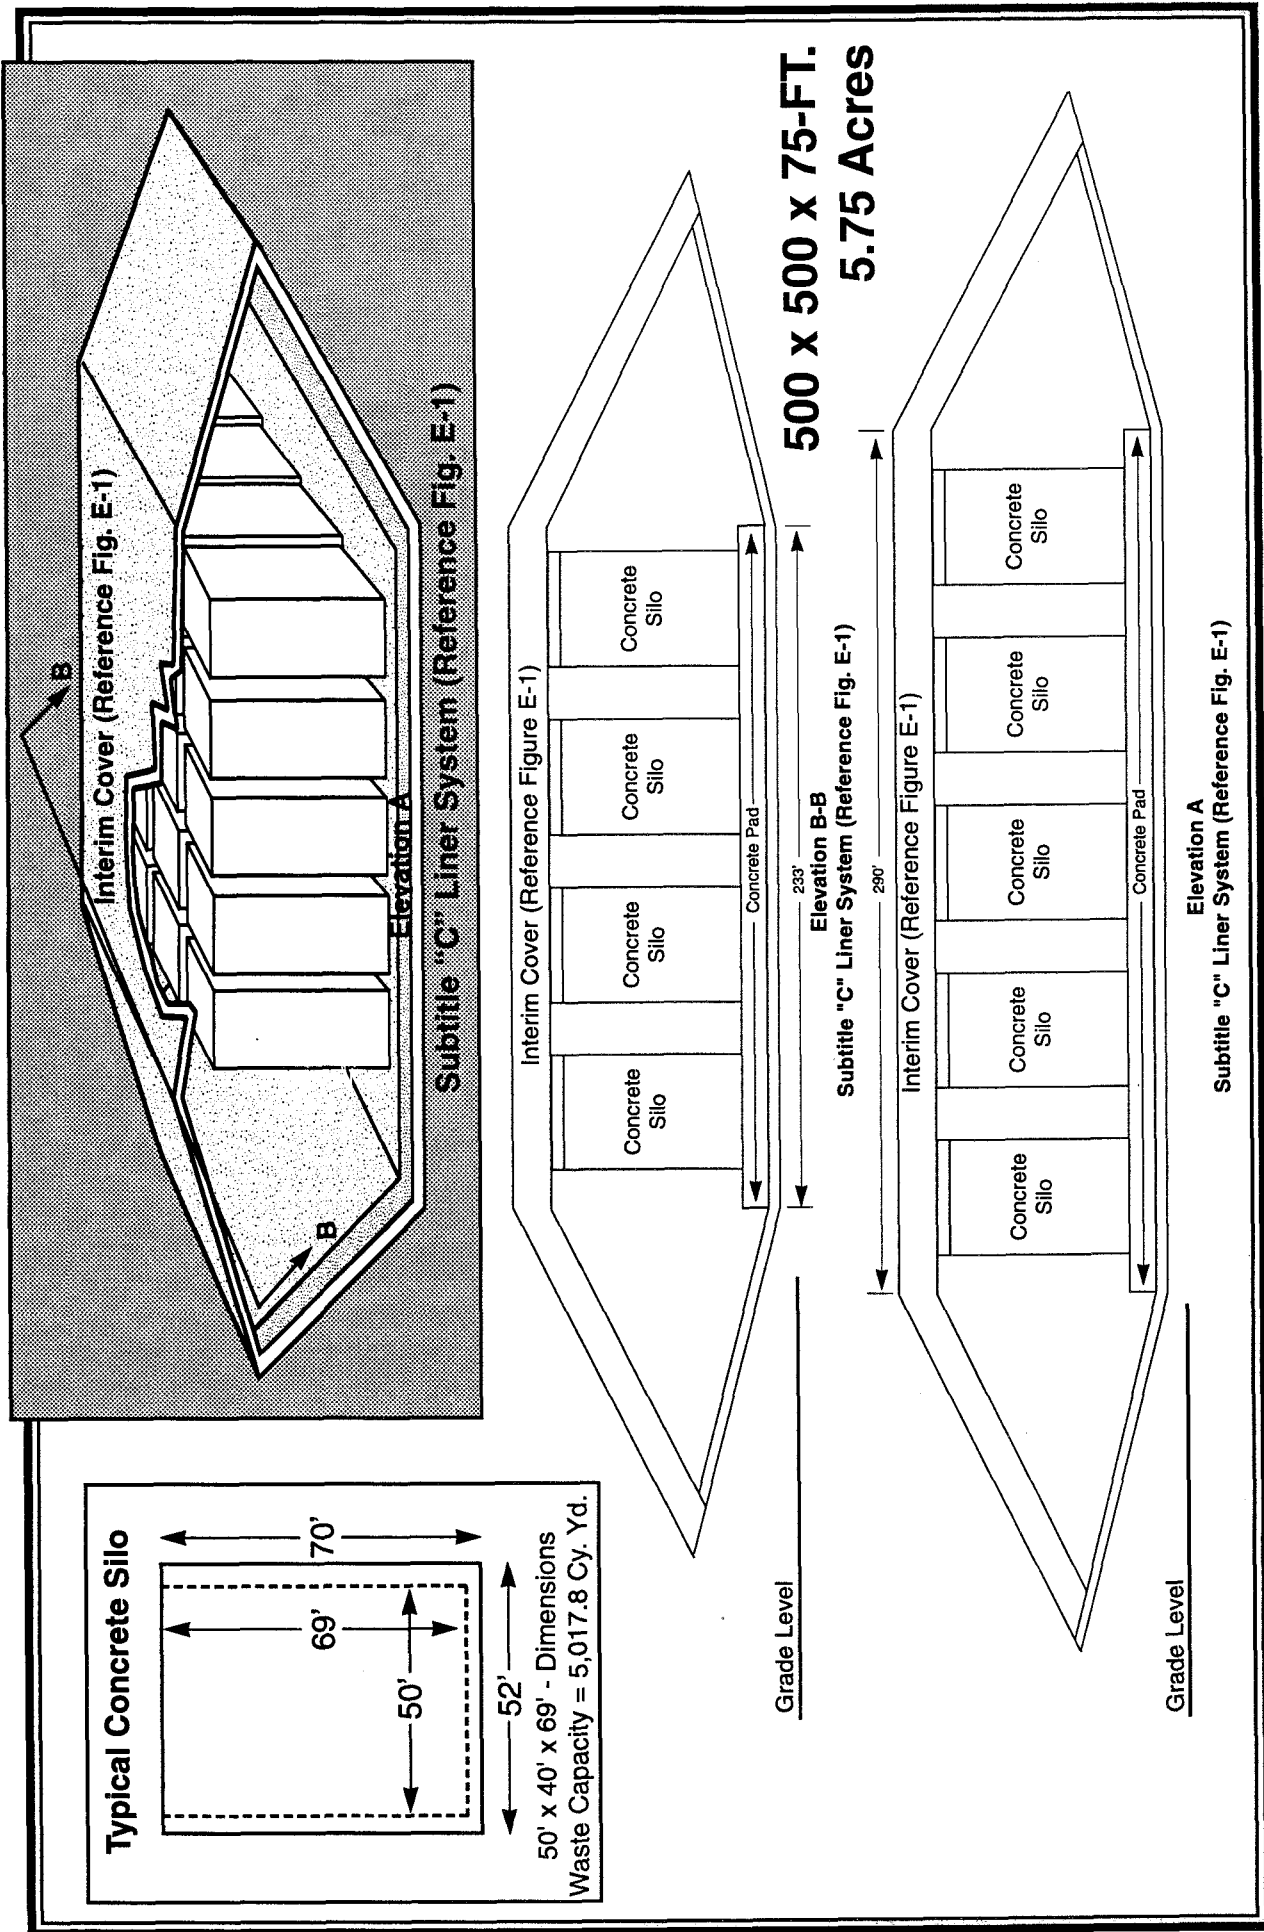 Typical Concrete Silo
70'
69'
50'
52'
50' x 40' x 69' - Dimensions
Waste Capacity = 5,017.8 Cy. Yd.
B
Interim Cover (Reference Fig. E-1)
B
Elevation A
Subtitle "C" Liner System (Reference Fig. E-1)
Interim Cover (Reference Figure E-1)
Concrete
Silo
Concrete
Silo
Concrete
Silo
Concrete
Silo
Concrete Pad
233'
Grade Level
Elevation B-B
Subtitle "C" Liner System (Reference Fig. E-1)
500 x 500 x 75-FT.
5.75 Acres
290'
Interim Cover (Reference Figure E-1)
Concrete
Silo
Concrete
Silo
Concrete
Silo
Concrete
Silo
Concrete
Silo
Concrete Pad
Grade Level
Elevation A
Subtitle "C" Liner System (Reference Fig. E-1)